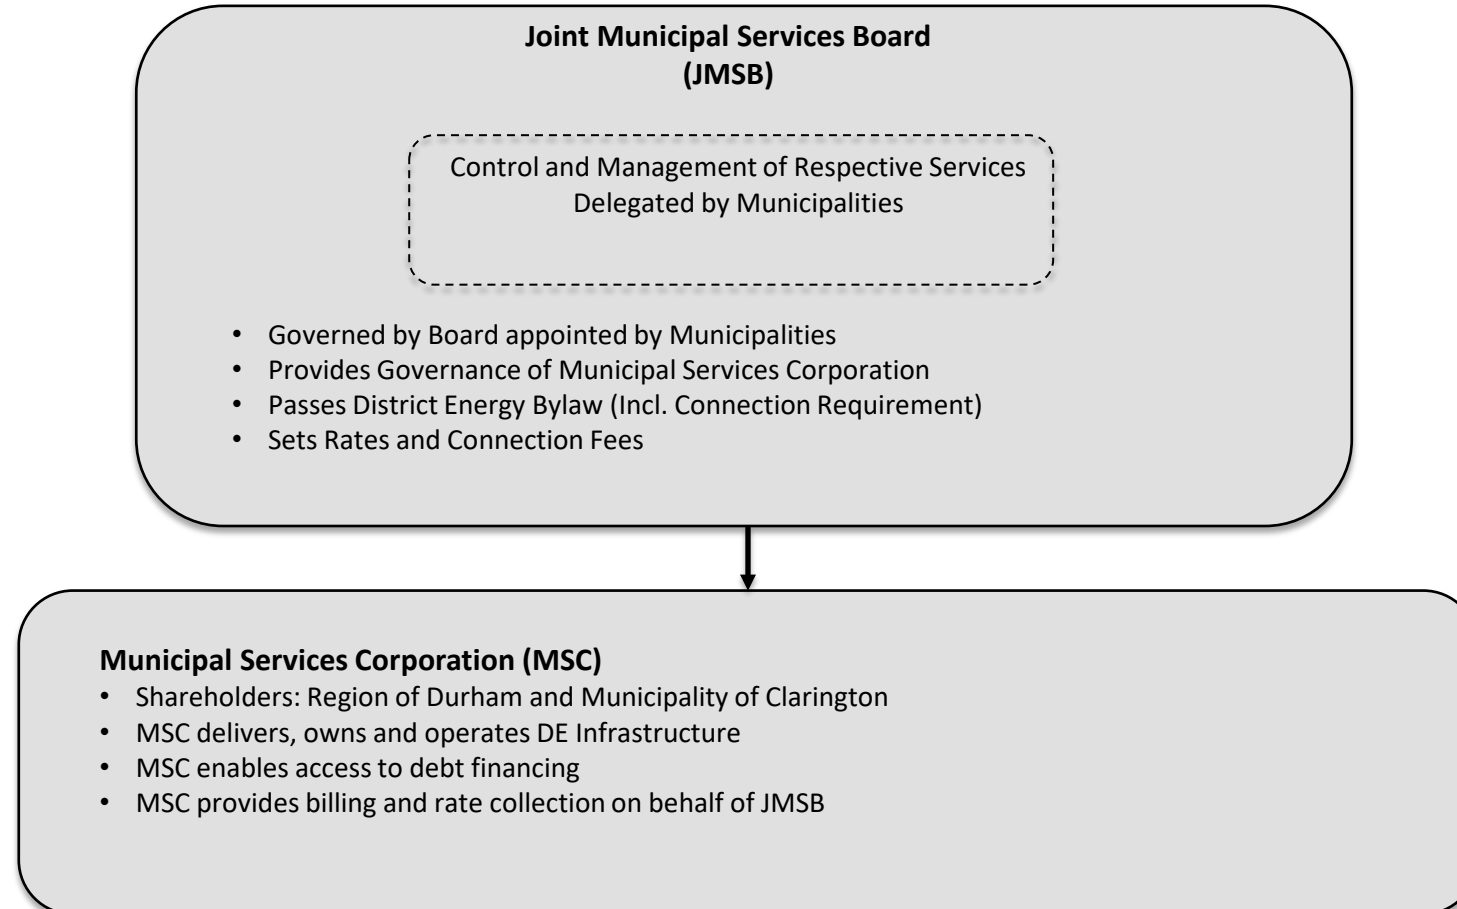 Joint Municipal Services Board
(JMSB)
Control and Management of Respective Services
Delegated by Municipalities
• Governed by Board appointed by Municipalities
• Provides Governance of Municipal Services Corporation
• Passes District Energy Bylaw (Incl. Connection Requirement)
• Sets Rates and Connection Fees
Municipal Services Corporation (MSC)
• Shareholders: Region of Durham and Municipality of Clarington
• MSC delivers, owns and operates DE Infrastructure
• MSC enables access to debt financing
• MSC provides billing and rate collection on behalf of JMSB